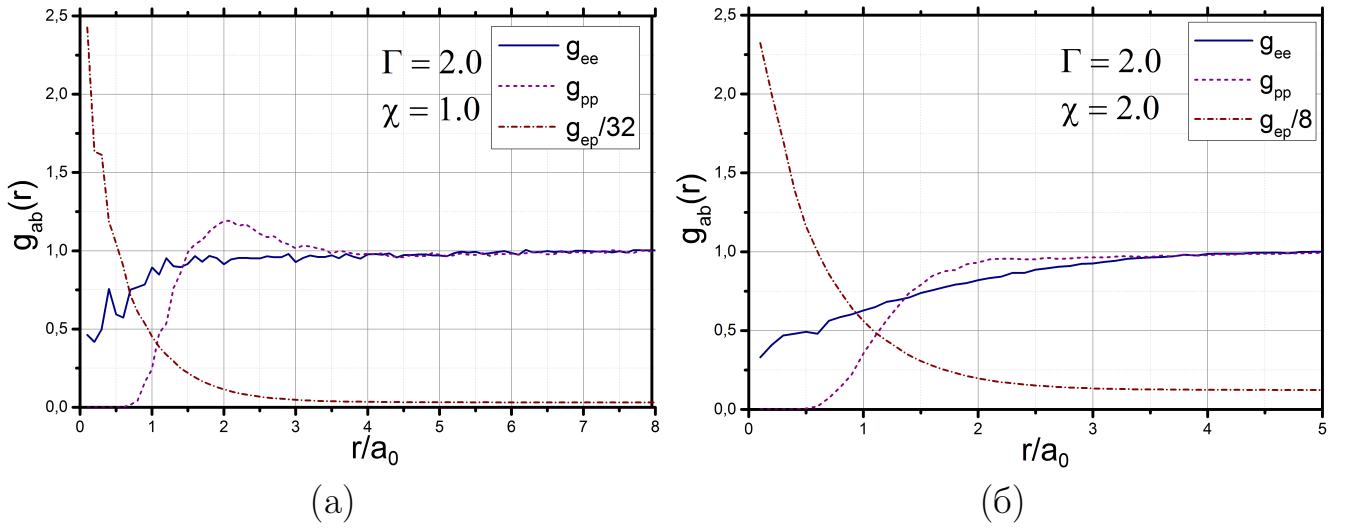 2,5
2,0
1,5
1,0
0,5
0,0
g_ab(r)
0 1 2 3 4 5 6 7 8
r/a_0
Γ = 2.0
χ = 1.0
g_ee
g_pp
g_ep/32
(а)
2,5
2,0
1,5
1,0
0,5
0,0
g_ab(r)
0 1 2 3 4 5
r/a_0
Γ = 2.0
χ = 2.0
g_ee
g_pp
g_ep/8
(б)